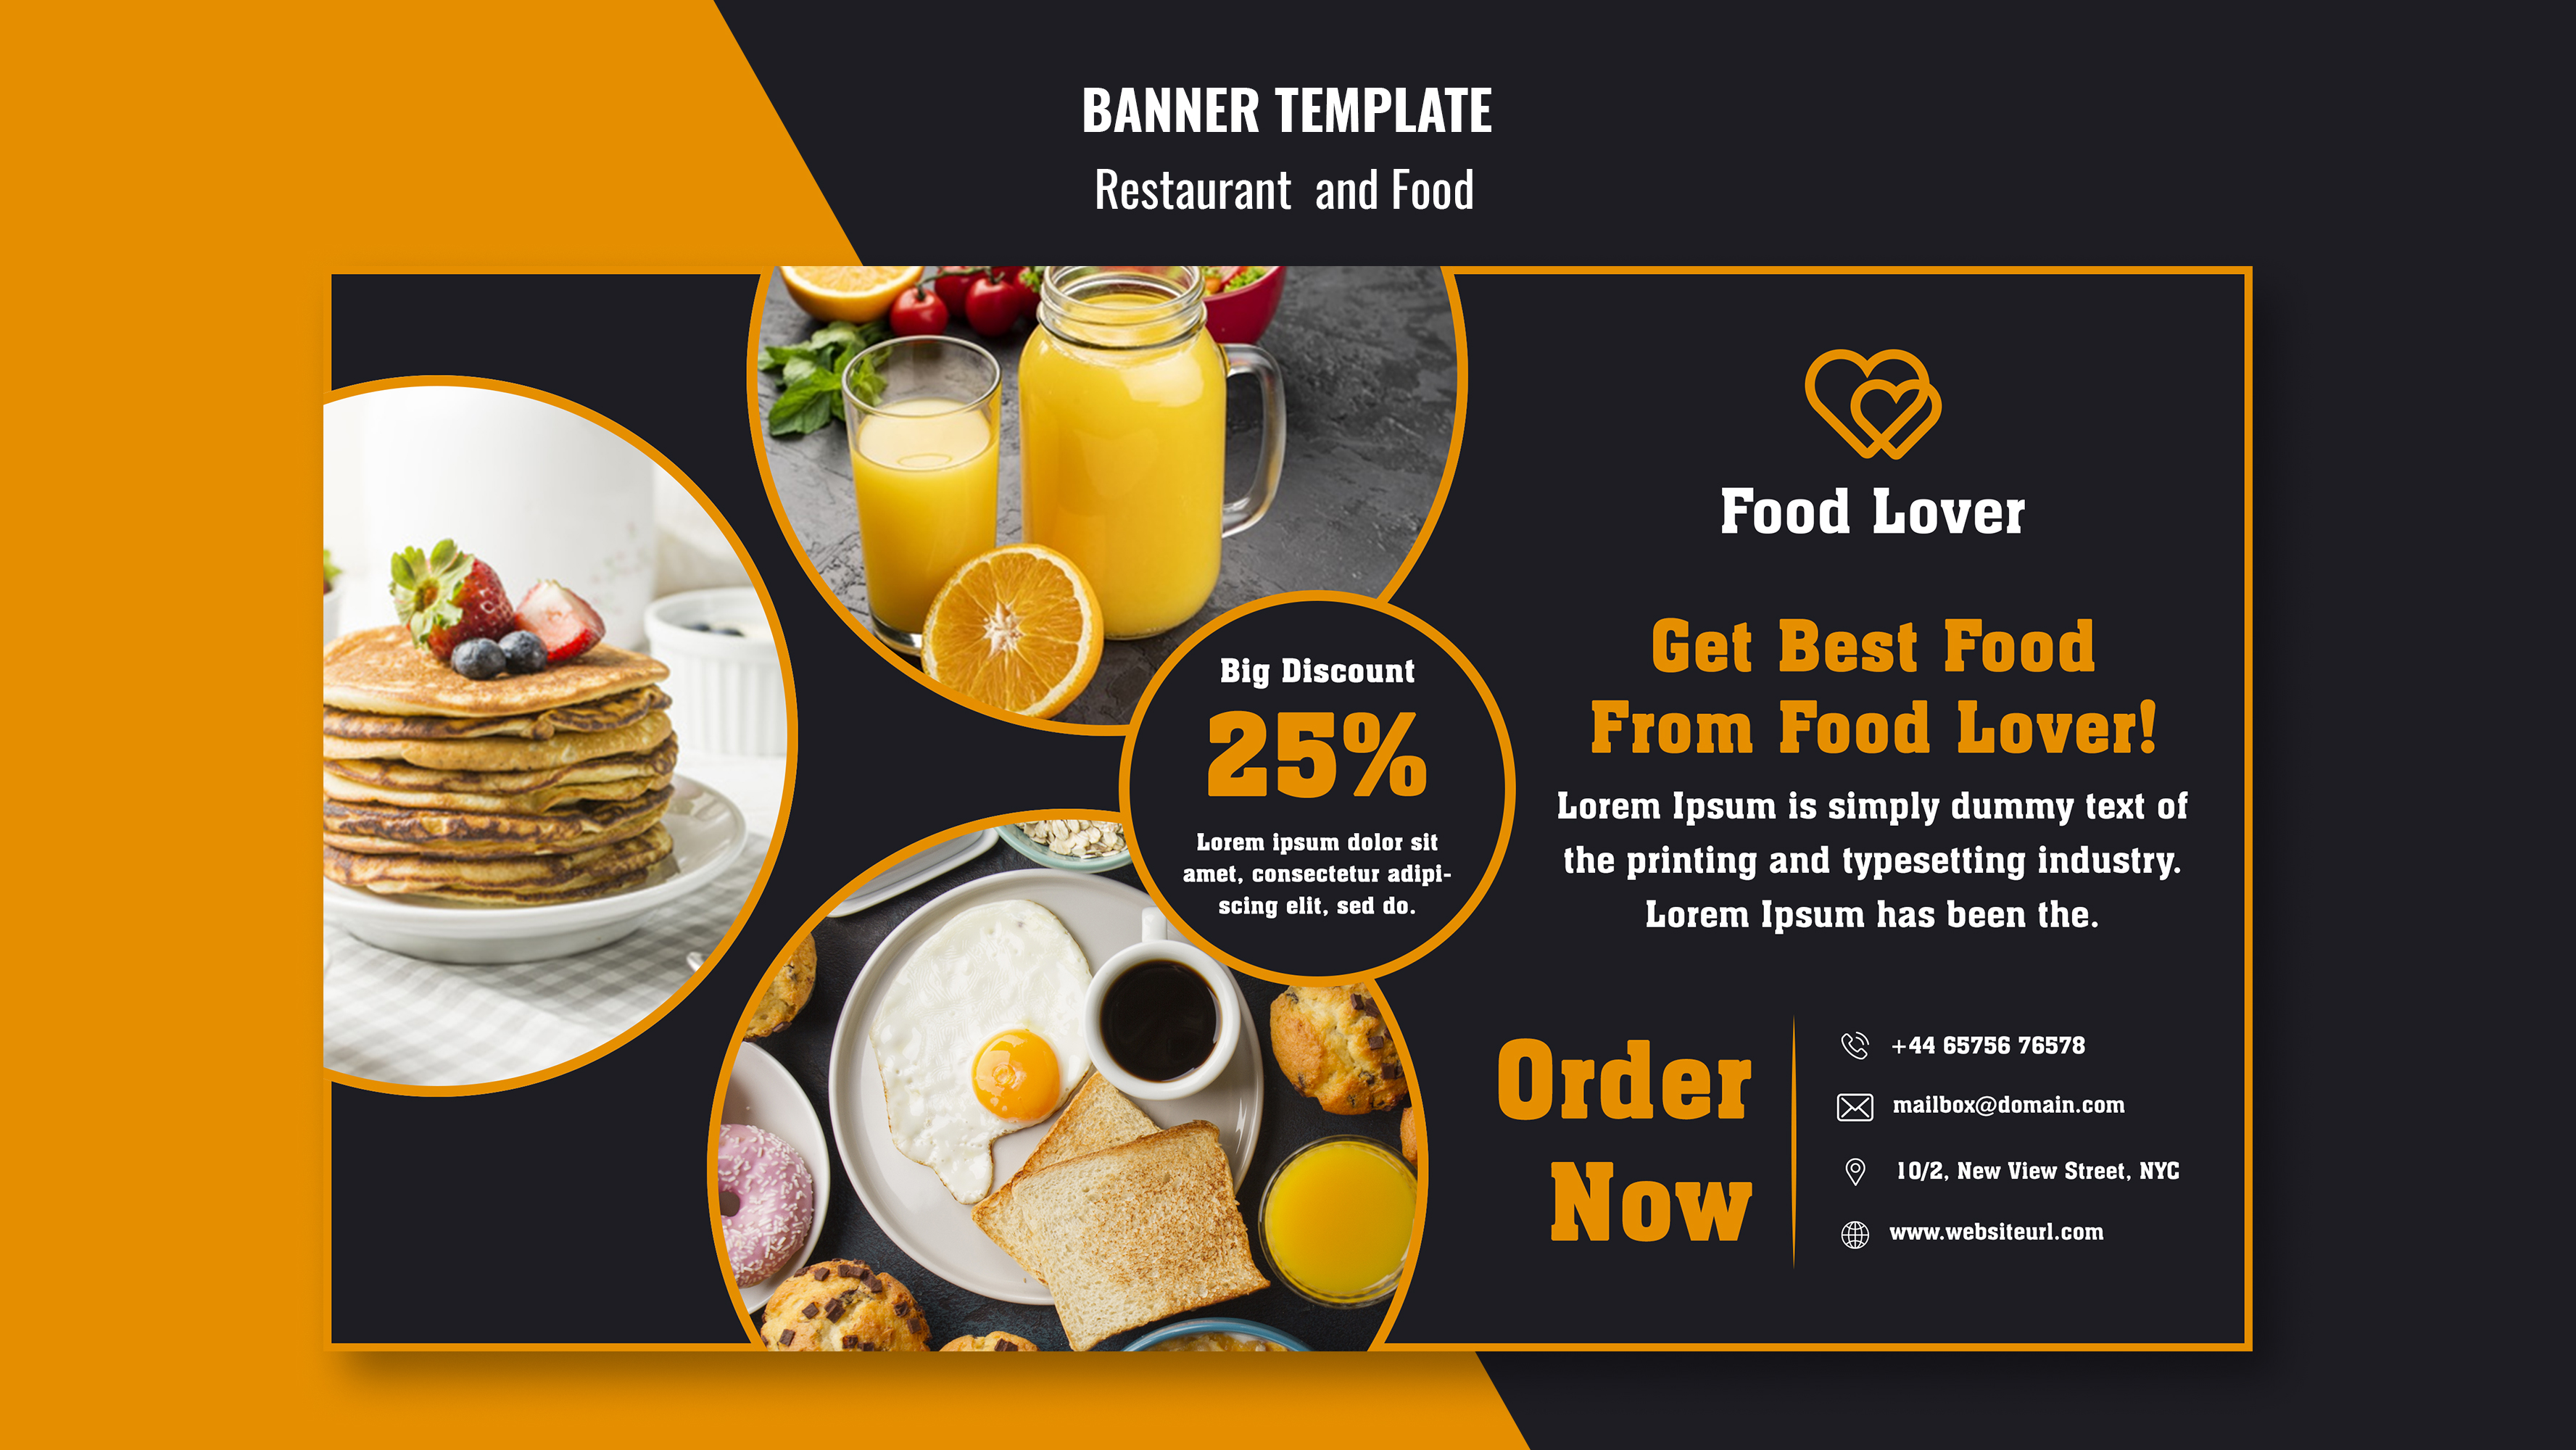 BANNER TEMPLATE
Restaurant and Food
Food Lover
Get Best Food
From Food Lover!
Lorem Ipsum is simply dummy text of
the printing and typesetting industry.
Lorem Ipsum has been the.
Big Discount
25%
Lorem ipsum dolor sit
amet, consectetur adipi-
scing elit, sed do.
Order
Now
+44 65756 76578
mailbox@domain.com
10/2, New View Street, NYC
www.websiteurl.com